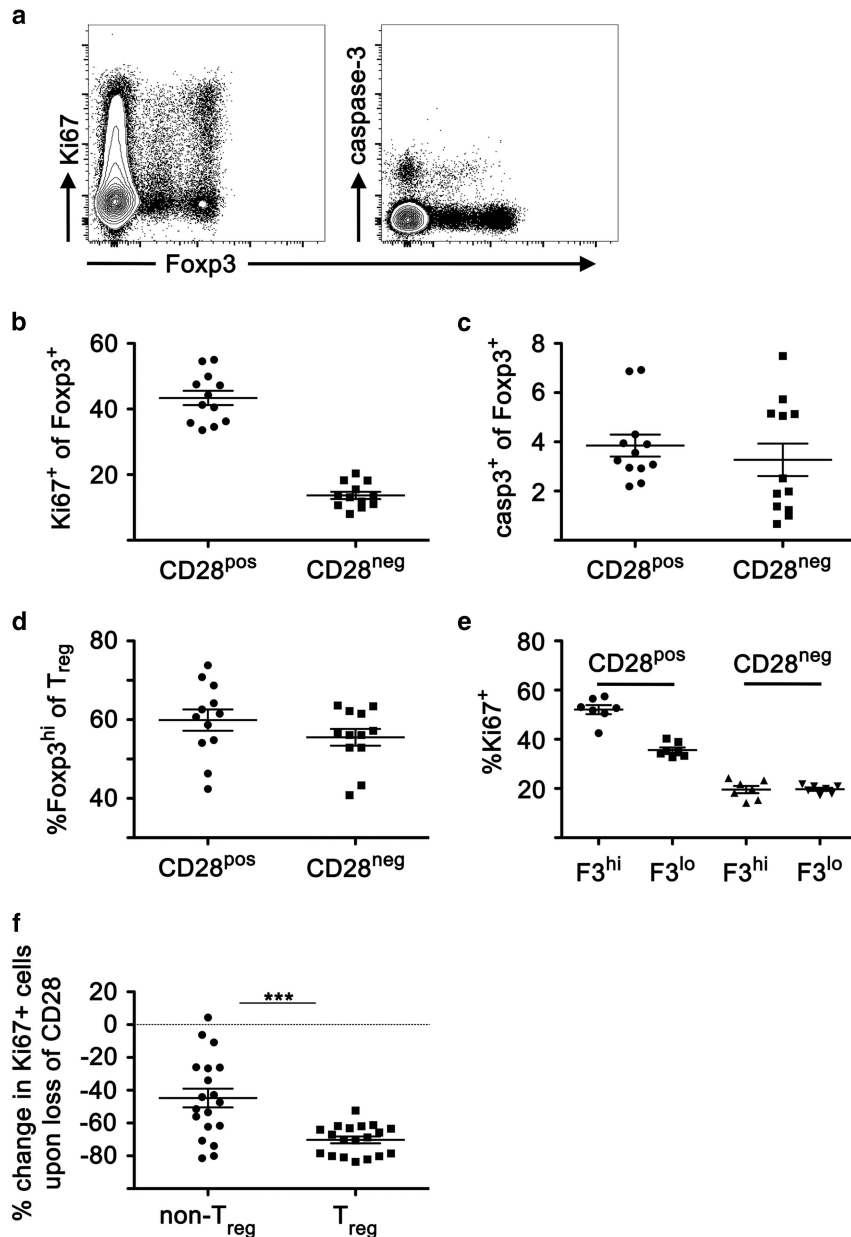 a
Ki67
caspase-3
Foxp3
b
Ki67⁺ of Foxp3⁺
60
40
20
CD28ᵖᵒˢ
CD28ⁿᵉᵍ
c
casp3⁺ of Foxp3⁺
8
6
4
2
CD28ᵖᵒˢ
CD28ⁿᵉᵍ
d
%Foxp3ʰⁱ of Treg
80
60
40
CD28ᵖᵒˢ
CD28ⁿᵉᵍ
e
%Ki67⁺
80
60
40
20
CD28ᵖᵒˢ
CD28ⁿᵉᵍ
F3ʰⁱ
F3ˡᵒ
F3ʰⁱ
F3ˡᵒ
f
% change in Ki67+ cells
upon loss of CD28
20
0
-20
-40
-60
-80
***
non-Treg
Treg